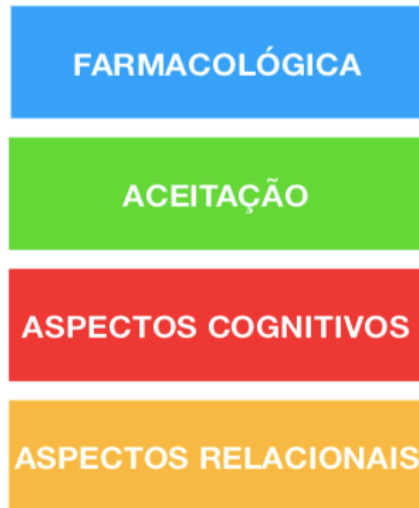 FARMACOLÓGICA
ACEITAÇÃO
ASPECTOS COGNITIVOS
ASPECTOS RELACIONAIS